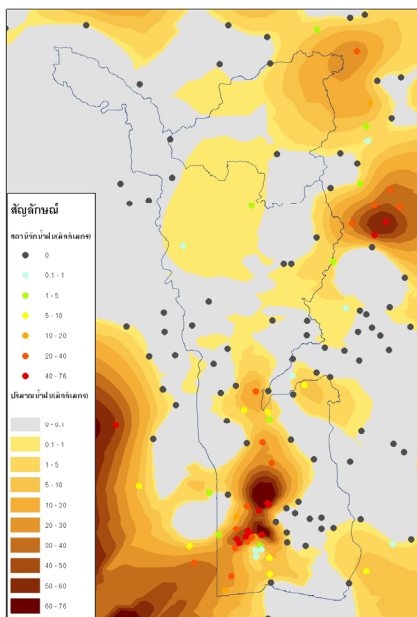 สัญลักษณ์
สถานีวัดน้ำฝน(มิลลิเมตร)
0
0.1 - 1
1 - 5
5 - 10
10 - 20
20 - 40
40 - 76
ปริมาณน้ำฝน(มิลลิเมตร)
0 - 0.1
0.1 - 1
1 - 5
5 - 10
10 - 20
20 - 30
30 - 40
40 - 50
50 - 60
60 - 76